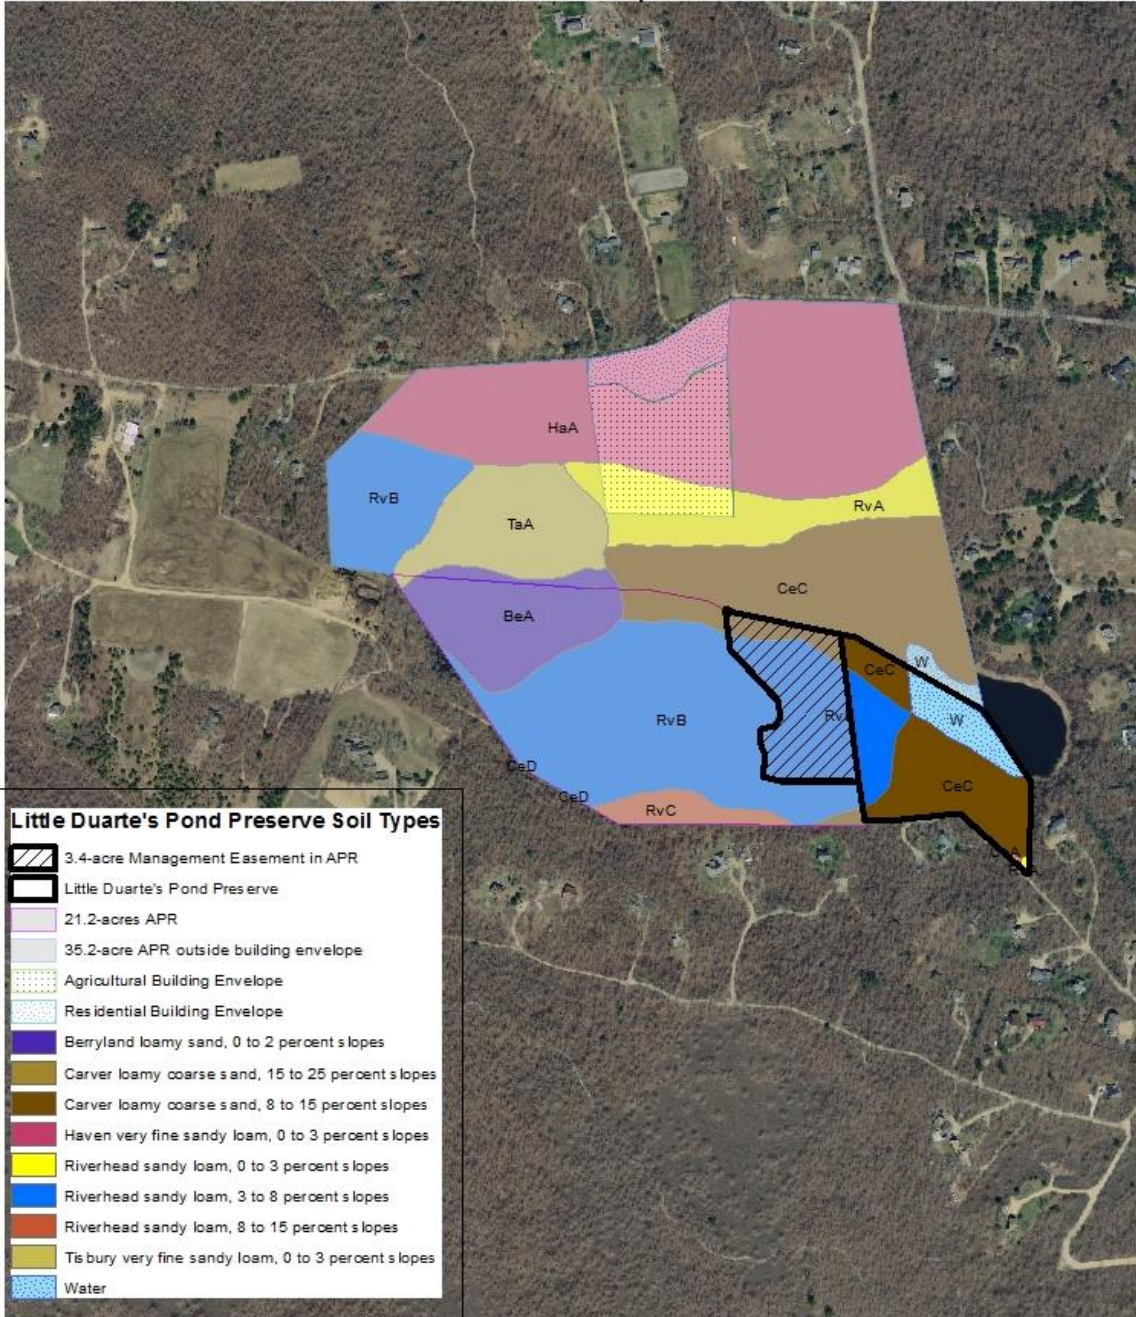 HaA
RvB
TaA
RvA
CeC
BeA
CeC
W
RvB
Rv
W
CeC
CeD
CeD
RvC
Little Duarte's Pond Preserve Soil Types
3.4-acre Management Easement in APR
Little Duarte's Pond Preserve
21.2-acres APR
35.2-acre APR outside building envelope
Agricultural Building Envelope
Residential Building Envelope
Berryland loamy sand, 0 to 2 percent slopes
Carver loamy coarse sand, 15 to 25 percent slopes
Carver loamy coarse sand, 8 to 15 percent slopes
Haven very fine sandy loam, 0 to 3 percent slopes
Riverhead sandy loam, 0 to 3 percent slopes
Riverhead sandy loam, 3 to 8 percent slopes
Riverhead sandy loam, 8 to 15 percent slopes
Tisbury very fine sandy loam, 0 to 3 percent slopes
Water